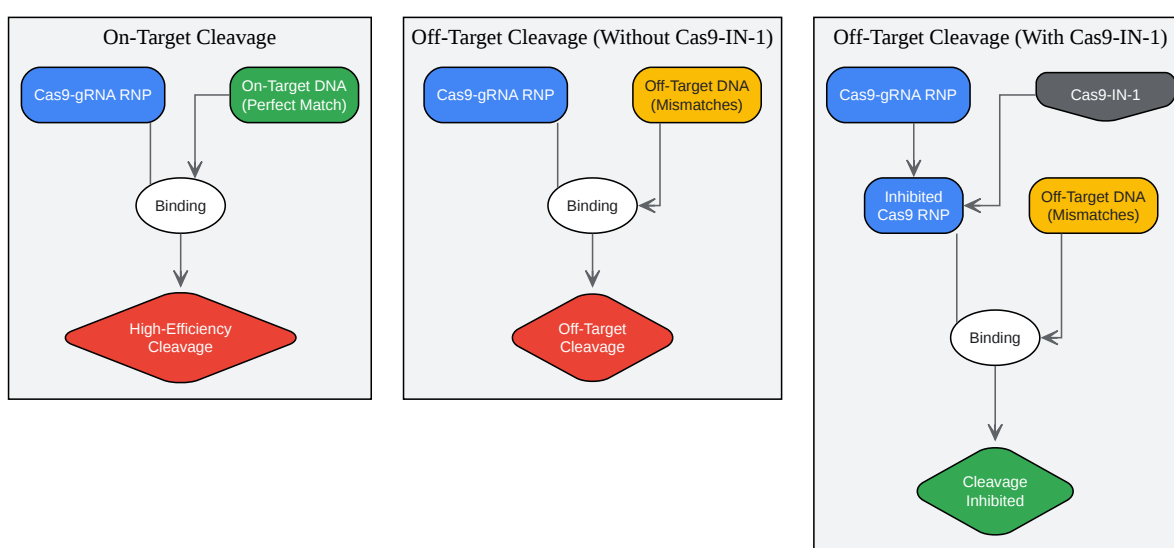 On-Target Cleavage
Cas9-gRNA RNP
On-Target DNA
(Perfect Match)
Binding
High-Efficiency
Cleavage
Off-Target Cleavage (Without Cas9-IN-1)
Cas9-gRNA RNP
Off-Target DNA
(Mismatches)
Binding
Off-Target
Cleavage
Off-Target Cleavage (With Cas9-IN-1)
Cas9-gRNA RNP
Cas9-IN-1
Inhibited
Cas9 RNP
Off-Target DNA
(Mismatches)
Binding
Cleavage
Inhibited